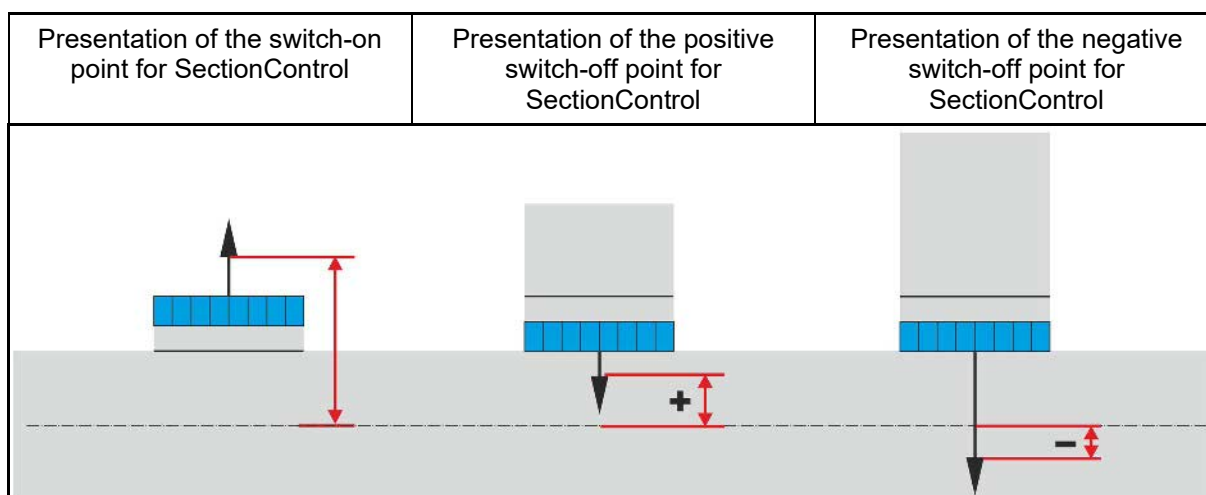 Presentation of the switch-on
point for SectionControl
Presentation of the positive
switch-off point for
SectionControl
Presentation of the negative
switch-off point for
SectionControl
+
−